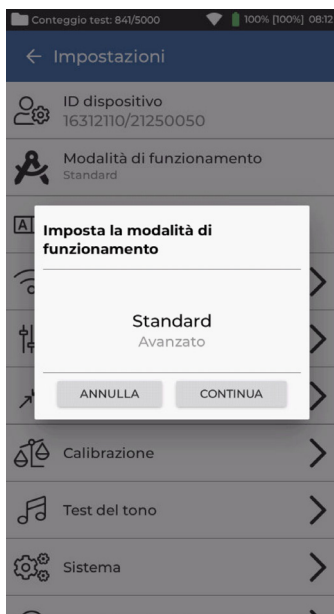 Conteggio test: 841/5000 100% [100%] 08:12
Impostazioni
ID dispositivo
16312110/21250050
Modalità di funzionamento
Standard
A
Imposta la modalità di
funzionamento
Standard
Avanzato
ANNULLA CONTINUA
Calibrazione
Test del tono
Sistema